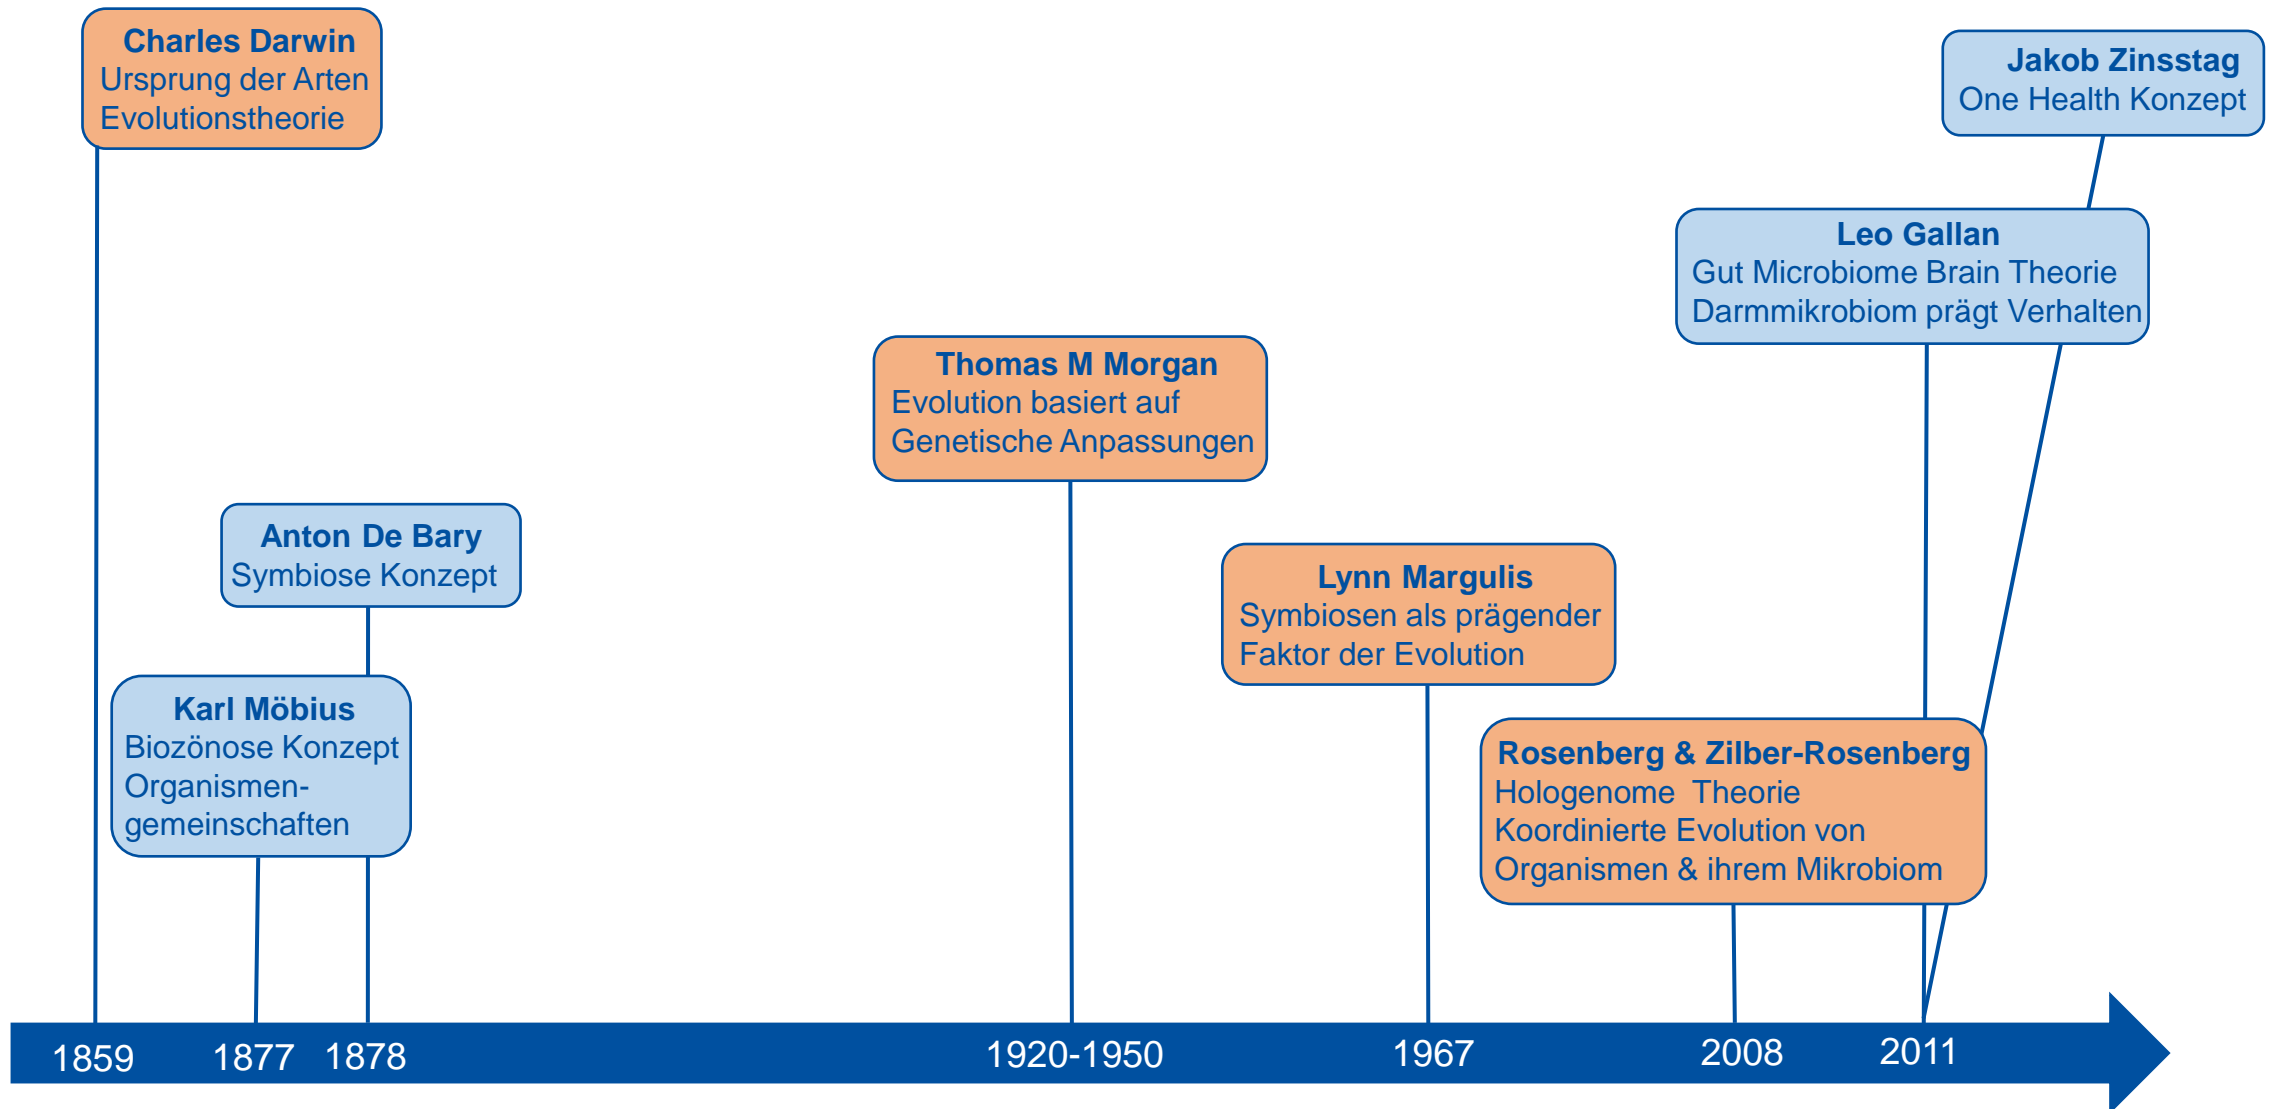 Charles Darwin
Ursprung der Arten
Evolutionstheorie
Jakob Zinsstag
One Health Konzept
Leo Gallan
Gut Microbiome Brain Theorie
Darmmikrobiom prägt Verhalten
Thomas M Morgan
Evolution basiert auf
Genetische Anpassungen
Anton De Bary
Symbiose Konzept
Lynn Margulis
Symbiosen als prägender
Faktor der Evolution
Karl Möbius
Biozönose Konzept
Organismen-
gemeinschaften
Rosenberg & Zilber-Rosenberg
Hologenome Theorie
Koordinierte Evolution von
Organismen & ihrem Mikrobiom
1859 1877 1878 1920-1950 1967 2008 2011